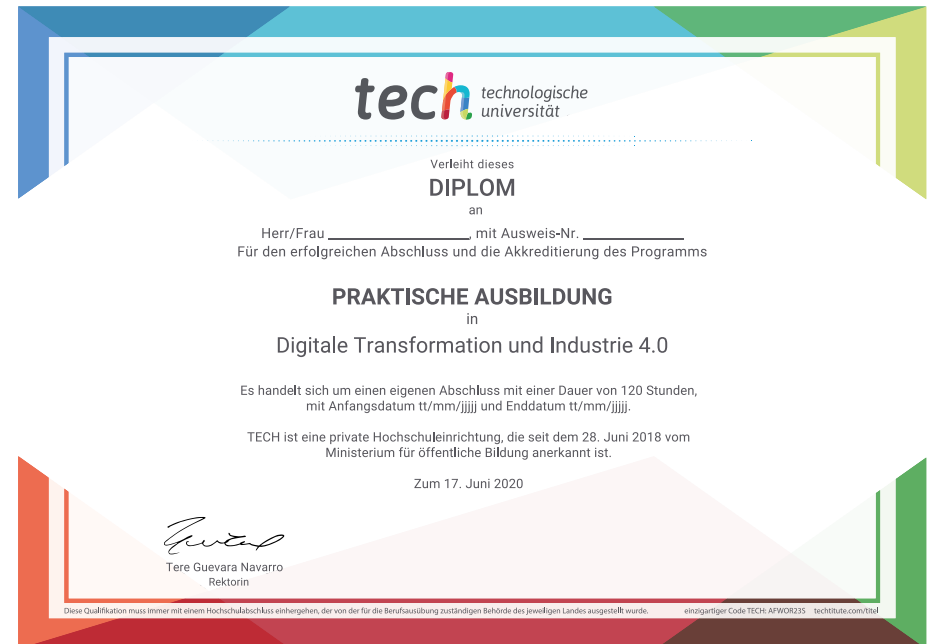 tech technologische
universität
Verleiht dieses
DIPLOM
an
Herr/Frau ____________________, mit Ausweis-Nr. ______________
Für den erfolgreichen Abschluss und die Akkreditierung des Programms
PRAKTISCHE AUSBILDUNG
in
Digitale Transformation und Industrie 4.0
Es handelt sich um einen eigenen Abschluss mit einer Dauer von 120 Stunden,
mit Anfangsdatum tt/mm/jjjjj und Enddatum tt/mm/jjjjj.
TECH ist eine private Hochschuleinrichtung, die seit dem 28. Juni 2018 vom
Ministerium für öffentliche Bildung anerkannt ist.
Zum 17. Juni 2020
Tere Guevara Navarro
Rektorin
Diese Qualifikation muss immer mit einem Hochschulabschluss einhergehen, der von der für die Berufsausübung zuständigen Behörde des jeweiligen Landes ausgestellt wurde. einzigartiger Code TECH: AFWOR235 techtitute.com/titel